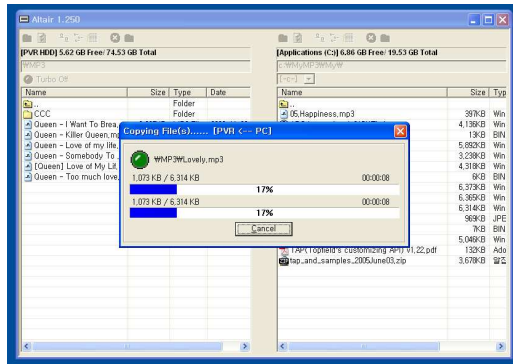 Altair 1.250
[PVR HDD] 5.62 GB Free/ 74.53 GB Total
₩MP3
Turbo Off
Name Size Type Date
..
Folder
CCC Folder
Queen - I Want To Brea,
Queen - Killer Queen,m
Queen - Love of my life,
Queen - Somebody To
[Queen] Love of My Lif,
Queen - Too much love,
[Applications (C:)] 6.86 GB Free/ 19.53 GB Total
c:₩MyMP3₩My₩
[-c-]
Name Size Typ
..
05,Happiness,mp3 397KB Win
4,136KB Win
13KB BIN
5,892KB Win
3,238KB Win
4,318KB Win
6KB BIN
6,373KB Win
6,365KB Win
6,314KB Win
969KB JPE
7KB BIN
5,046KB Win
TAP(Topfield's customizing API) v1,22,pdf 132KB Ado
tap_and_samples_2005June03,zip 3,678KB 알집
Copying File(s)...... [PVR <-- PC]
₩MP3₩Lovely,mp3
1,073 KB / 6,314 KB 00:00:08
17%
1,073 KB / 6,314 KB 00:00:08
17%
Cancel